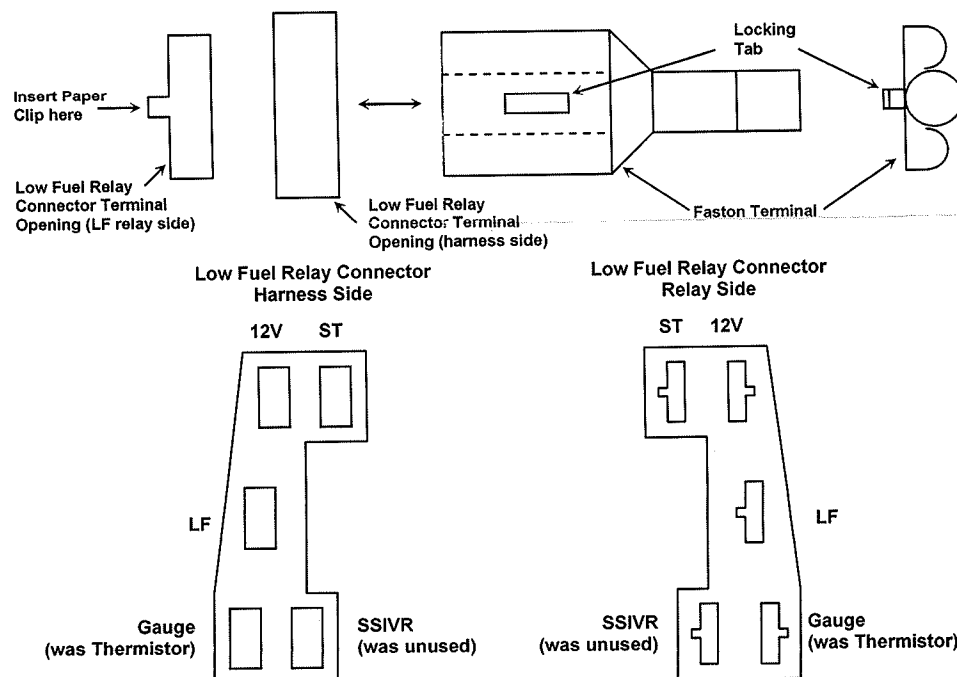 Locking
Tab
Insert Paper
Clip here
Low Fuel Relay
Connector Terminal
Opening (LF relay side)
Low Fuel Relay
Connector Terminal
Opening (harness side)
Faston Terminal
Low Fuel Relay Connector
Harness Side
Low Fuel Relay Connector
Relay Side
12V
ST
ST
12V
LF
LF
Gauge
(was Thermistor)
SSIVR
(was unused)
SSIVR
(was unused)
Gauge
(was Thermistor)